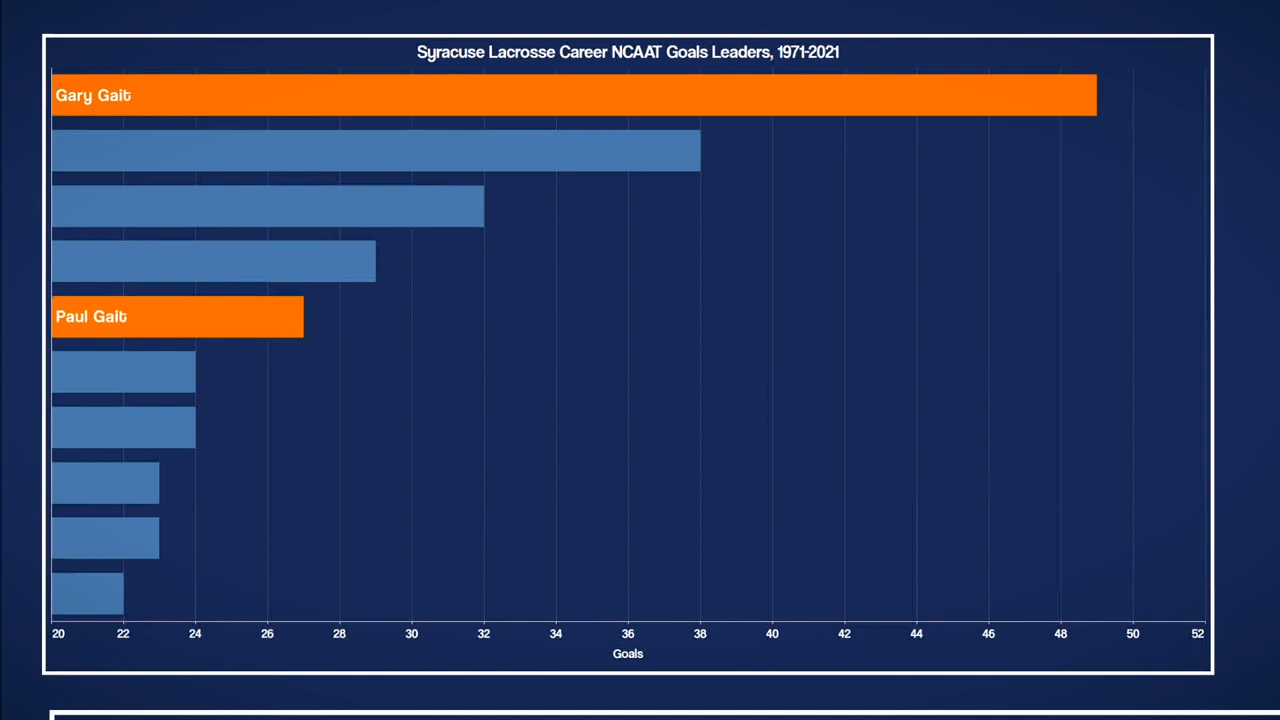 Syracuse Lacrosse Career NCAAT Goals Leaders, 1971-2021
Gary Gait
Paul Gait
20 22 24 26 28 30 32 34 36 38 40 42 44 46 48 50 52
Goals